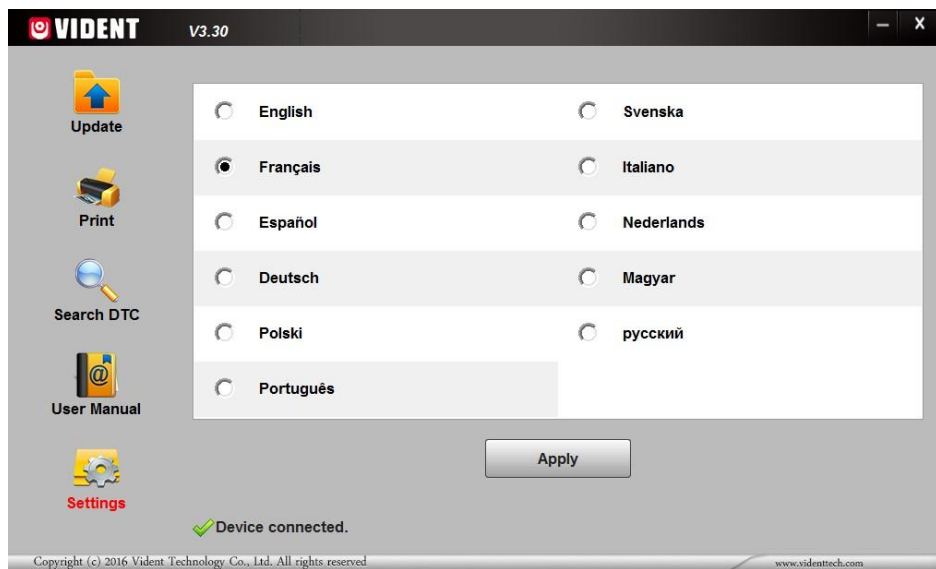 VIDENT V3.30
Update
Print
Search DTC
User Manual
Settings
English
Français
Español
Deutsch
Polski
Português
Svenska
Italiano
Nederlands
Magyar
русский
Apply
Device connected.
Copyright (c) 2016 Vident Technology Co., Ltd. All rights reserved
www.videnttech.com